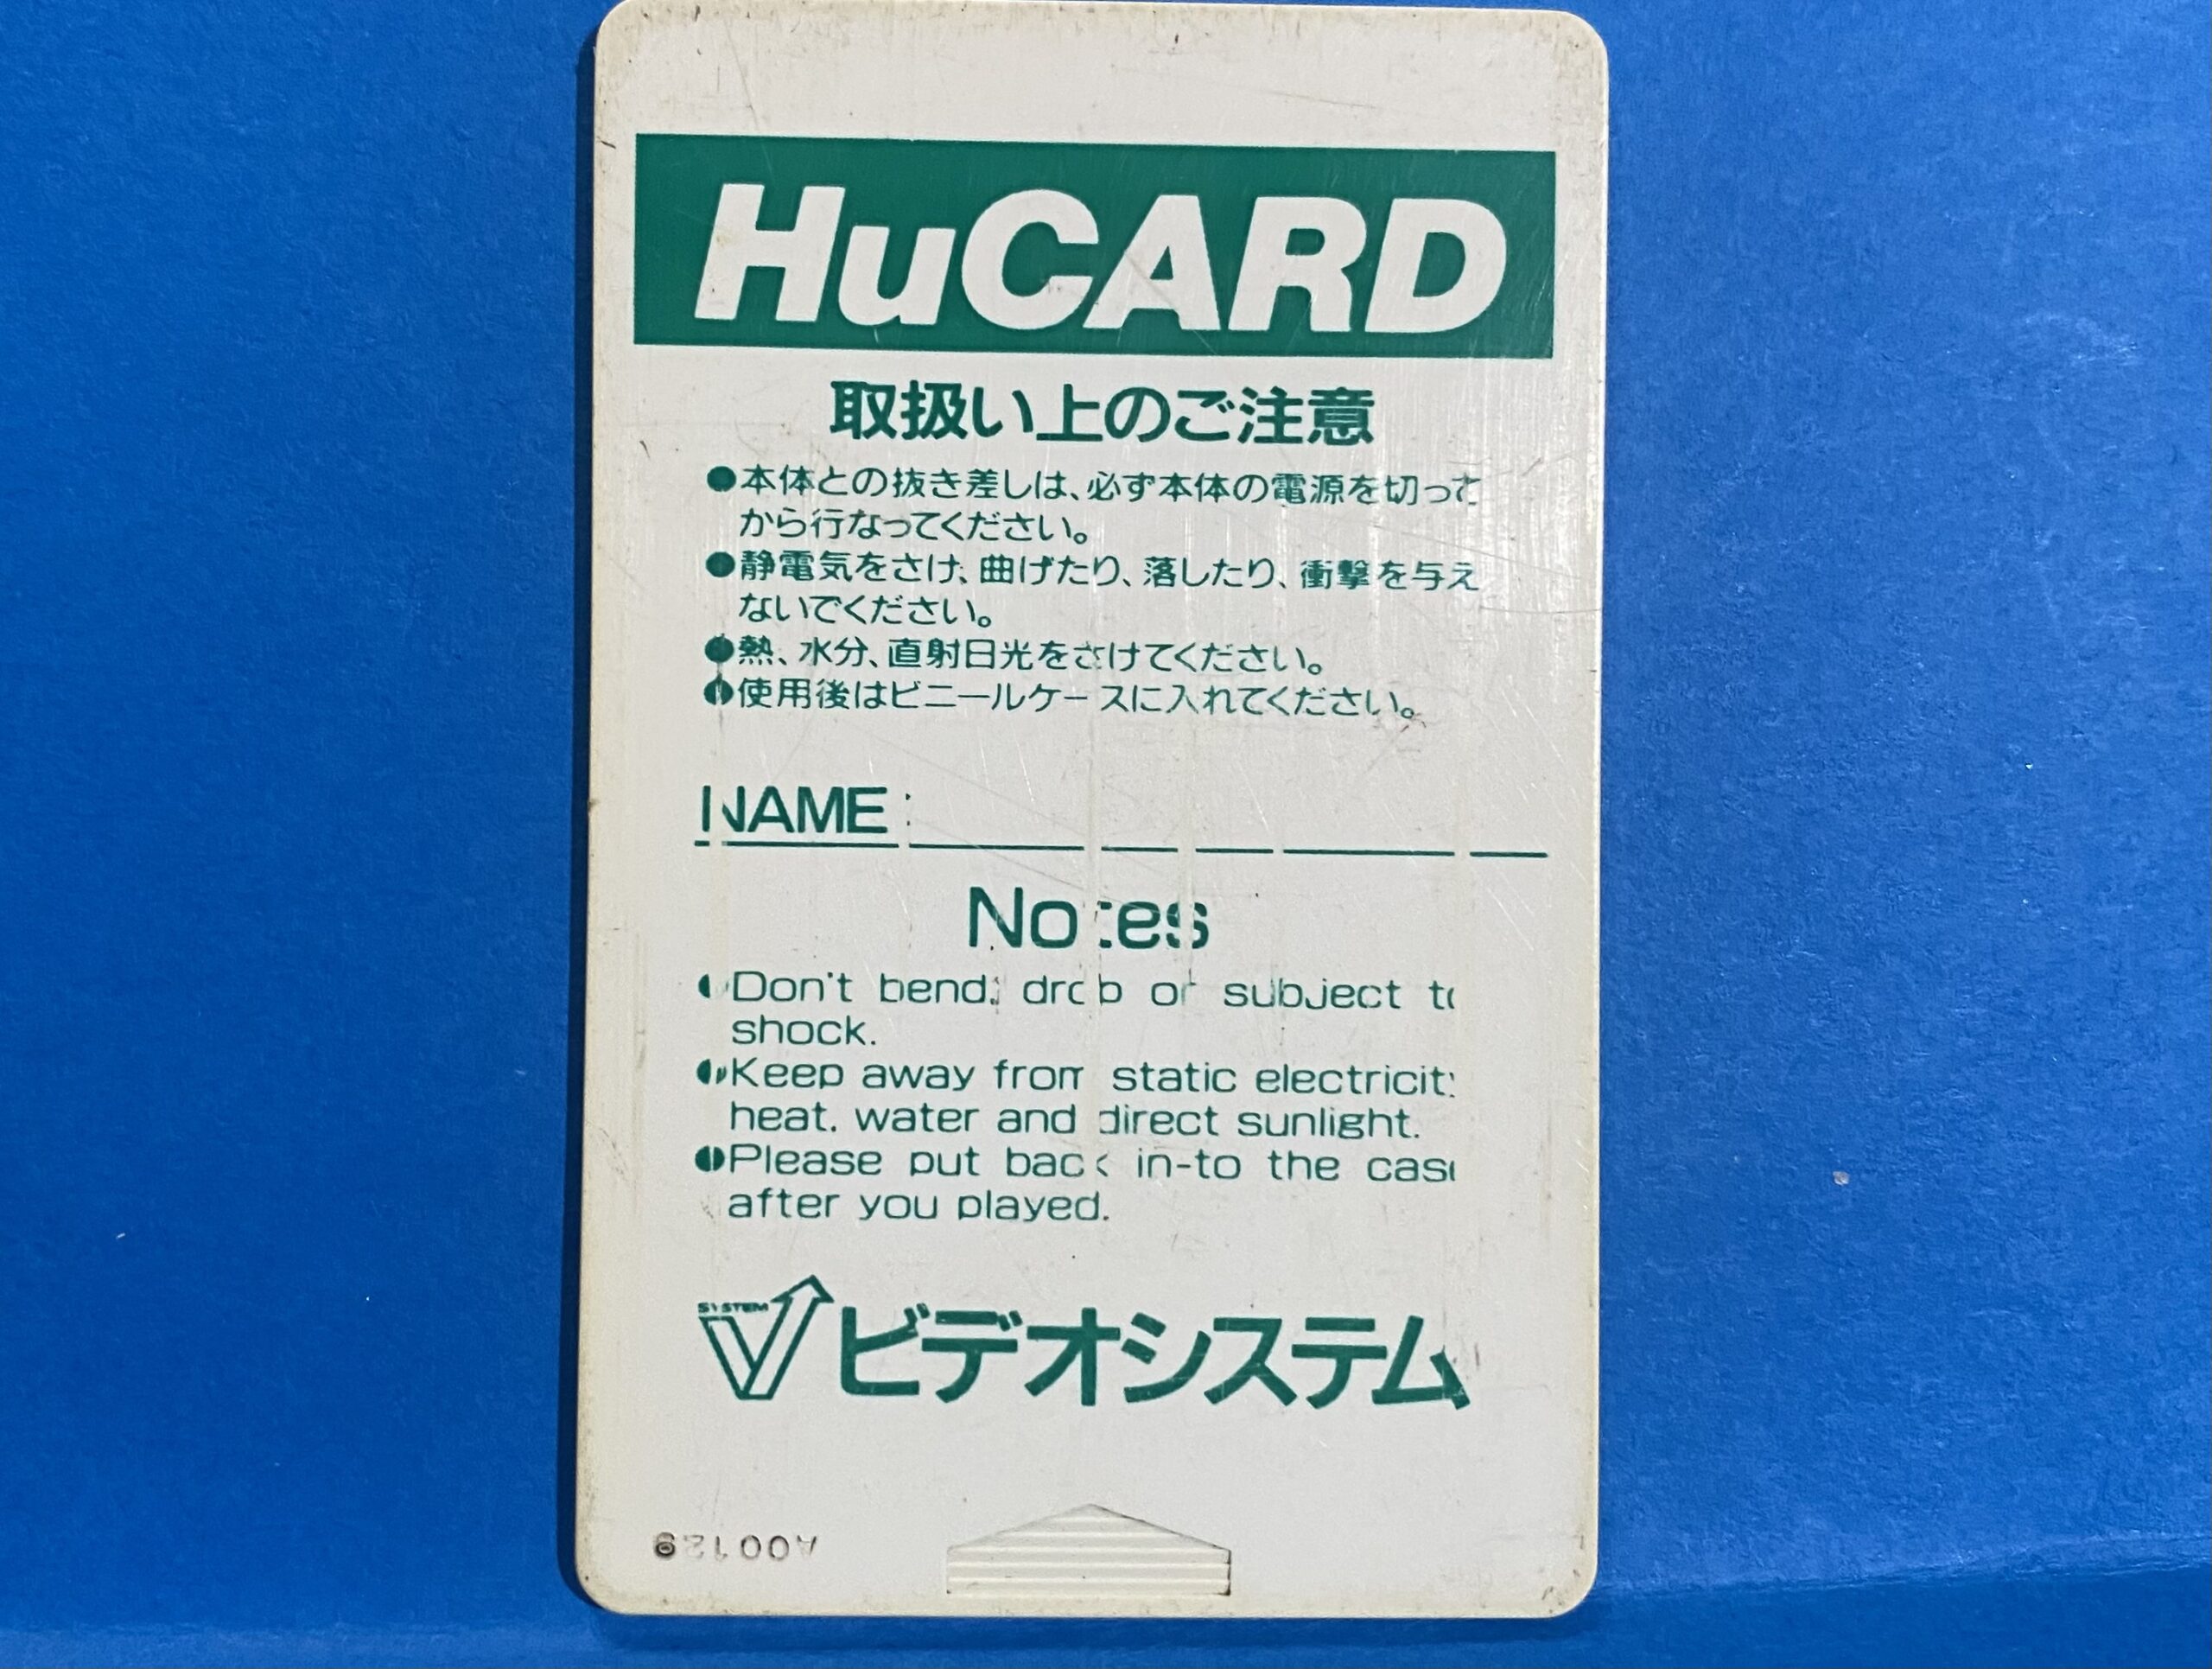 HuCARD
取扱い上のご注意
●本体との抜き差しは、必ず本体の電源を切って
から行なってください。
●静電気をさけ、曲げたり、落したり、衝撃を与え
ないでください。
●熱、水分、直射日光をさけてください。
●使用後はビニールケースに入れてください。
NAME :
Notes
●Don't bend, drop or subject to
shock.
●Keep away from static electricity
heat, water and direct sunlight.
●Please put back in-to the case
after you played.
SYSTEM
V ビデオシステム
A00129